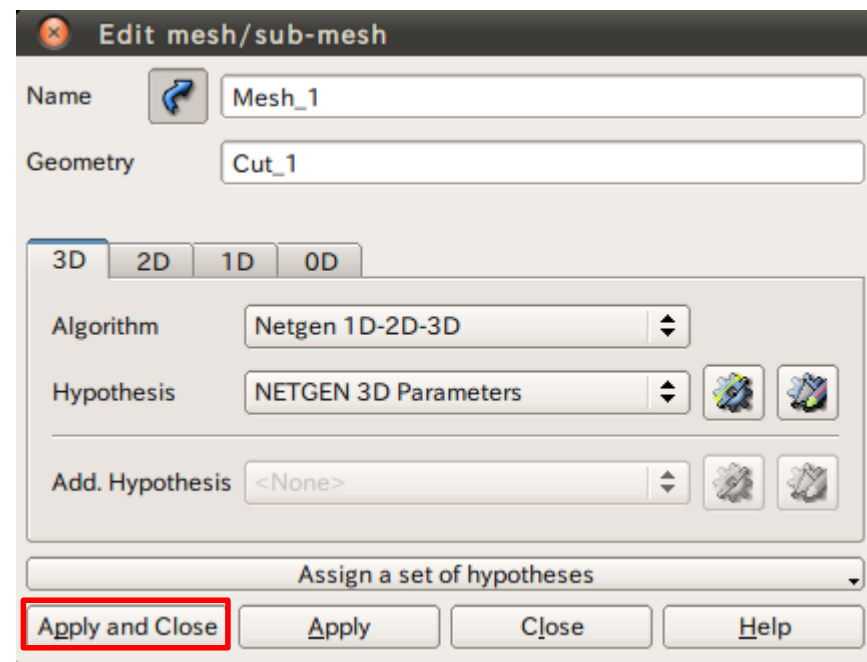 Edit mesh/sub-mesh
Name Mesh_1
Geometry Cut_1
3D 2D 1D 0D
Algorithm Netgen 1D-2D-3D
Hypothesis NETGEN 3D Parameters
Add. Hypothesis <None>
Assign a set of hypotheses
Apply and Close Apply Close Help